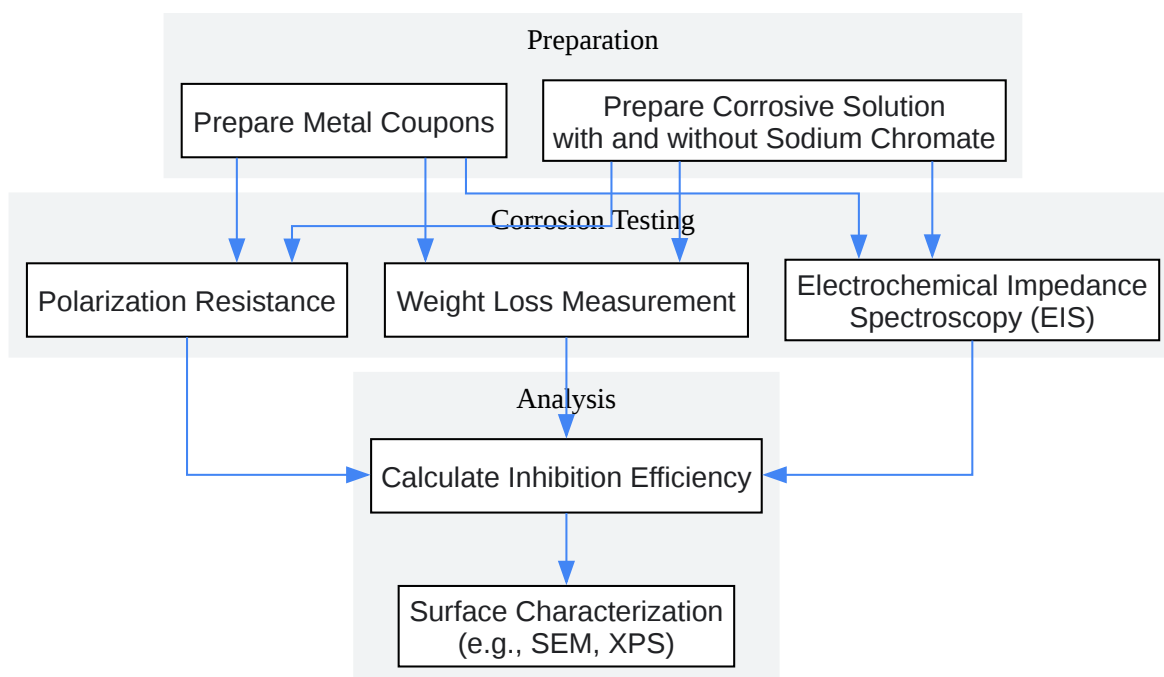 Preparation
Prepare Metal Coupons
Prepare Corrosive Solution
with and without Sodium Chromate
Corrosion Testing
Polarization Resistance
Weight Loss Measurement
Electrochemical Impedance
Spectroscopy (EIS)
Analysis
Calculate Inhibition Efficiency
Surface Characterization
(e.g., SEM, XPS)